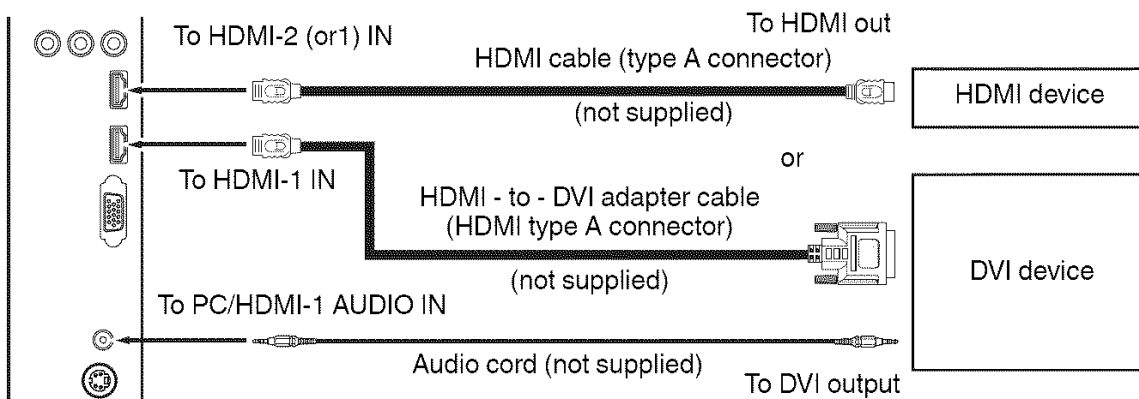 To HDMI-2 (or1) IN
To HDMI out
HDMI cable (type A connector)
(not supplied)
HDMI device
or
To HDMI-1 IN
HDMI - to - DVI adapter cable
(HDMI type A connector)
(not supplied)
DVI device
To PC/HDMI-1 AUDIO IN
Audio cord (not supplied)
To DVI output